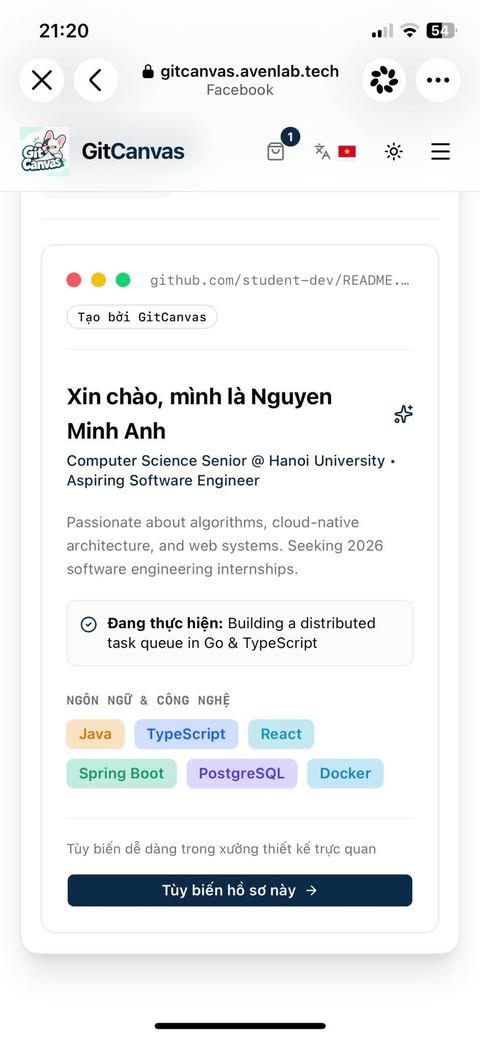 21:20
54
gitcanvas.avenlab.tech
Facebook
Git Canvas
GitCanvas
1
github.com/student-dev/README.…
Tạo bởi GitCanvas
Xin chào, mình là Nguyen
Minh Anh
Computer Science Senior @ Hanoi University •
Aspiring Software Engineer
Passionate about algorithms, cloud-native
architecture, and web systems. Seeking 2026
software engineering internships.
Đang thực hiện: Building a distributed
task queue in Go & TypeScript
NGÔN NGỮ & CÔNG NGHỆ
Java TypeScript React
Spring Boot PostgreSQL Docker
Tùy biến dễ dàng trong xưởng thiết kế trực quan
Tùy biến hồ sơ này →